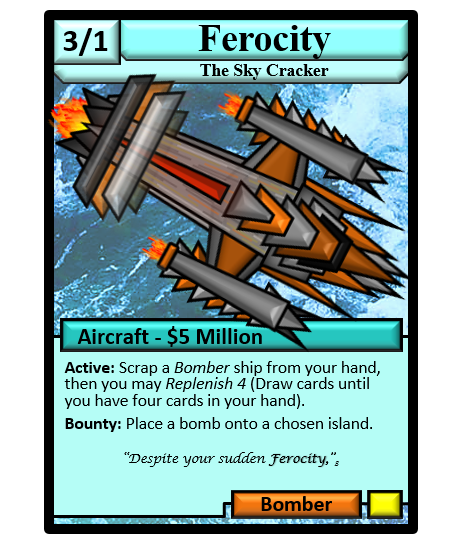 3/1
Ferocity
The Sky Cracker
Aircraft - $5 Million
Active: Scrap a Bomber ship from your hand,
then you may Replenish 4 (Draw cards until
you have four cards in your hand).
Bounty: Place a bomb onto a chosen island.
"Despite your sudden Ferocity," s
Bomber